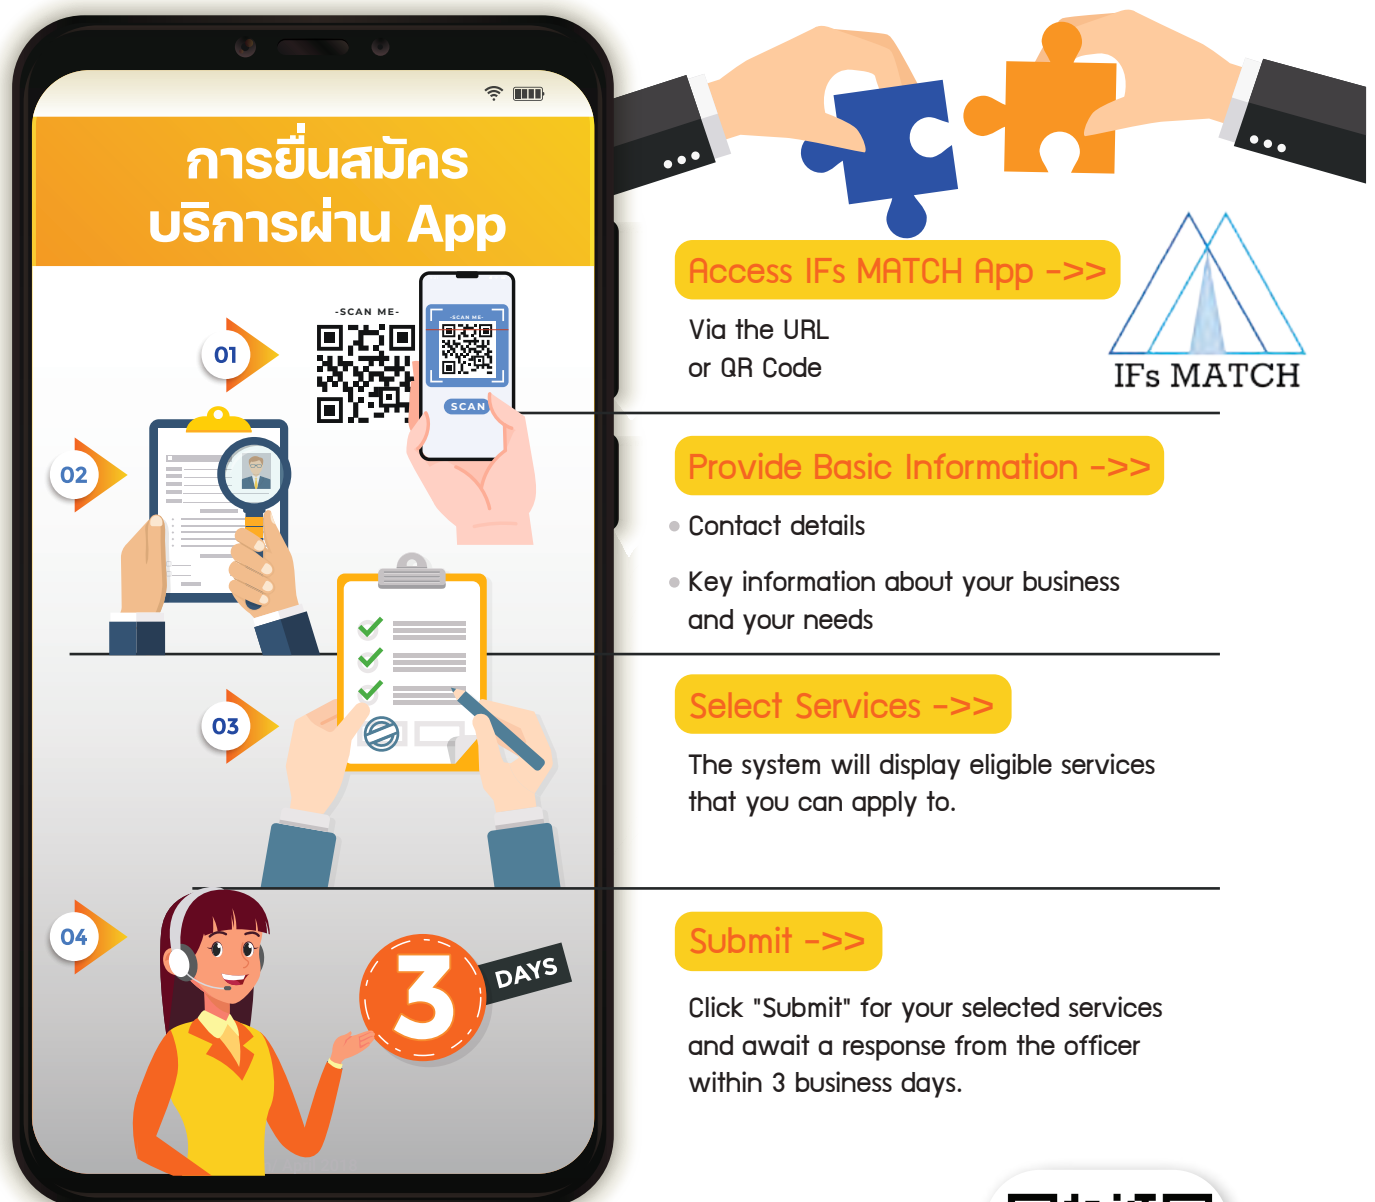 การยื่นสมัคร
บริการผ่าน App
01
-SCAN ME-
-SCAN ME-
SCAN
Access IFs MATCH App ->>
Via the URL
or QR Code
IFs MATCH
02
Provide Basic Information ->>
Contact details
Key information about your business
and your needs
03
Select Services ->>
The system will display eligible services
that you can apply to.
04
3
DAYS
Submit ->>
Click "Submit" for your selected services
and await a response from the officer
within 3 business days.